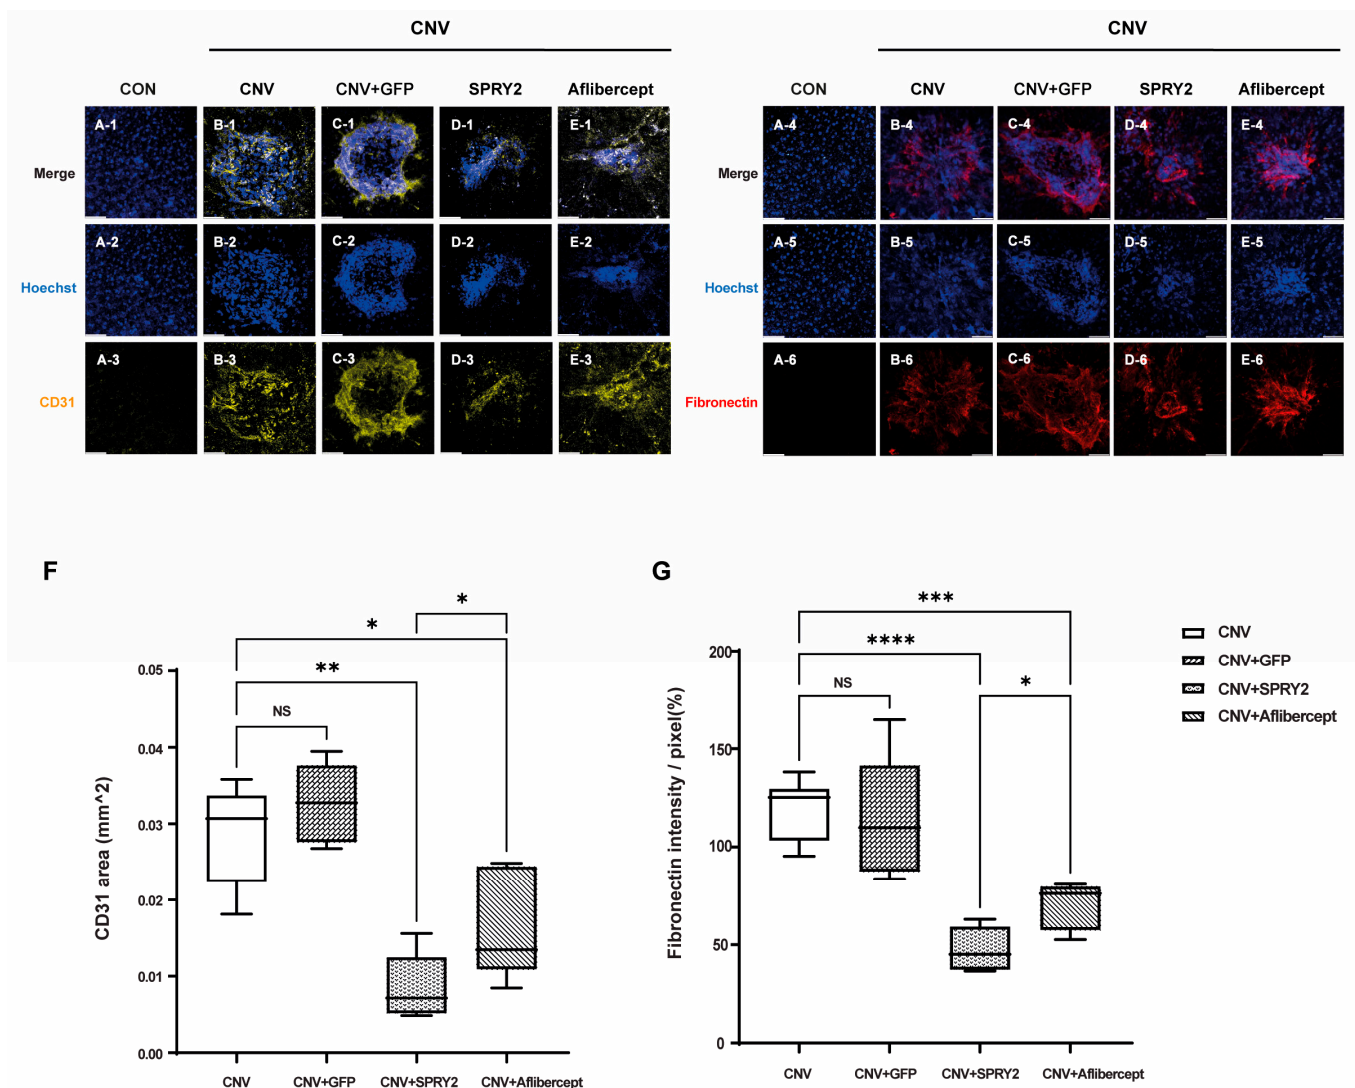 CNV
CNV
CON CNV CNV+GFP SPRY2 Aflibercept
CON CNV CNV+GFP SPRY2 Aflibercept
Merge A-1 B-1 C-1 D-1 E-1
Merge A-4 B-4 C-4 D-4 E-4
Hoechst A-2 B-2 C-2 D-2 E-2
Hoechst A-5 B-5 C-5 D-5 E-5
CD31 A-3 B-3 C-3 D-3 E-3
Fibronectin A-6 B-6 C-6 D-6 E-6
F
*
*
**
NS
0.05
0.04
0.03
0.02
0.01
0.00
CD31 area (mm^2)
CNV CNV+GFP CNV+SPRY2 CNV+Aflibercept
G
***
****
NS
*
200
150
100
50
0
Fibronectin intensity / pixel(%)
CNV CNV+GFP CNV+SPRY2 CNV+Aflibercept
CNV
CNV+GFP
CNV+SPRY2
CNV+Aflibercept